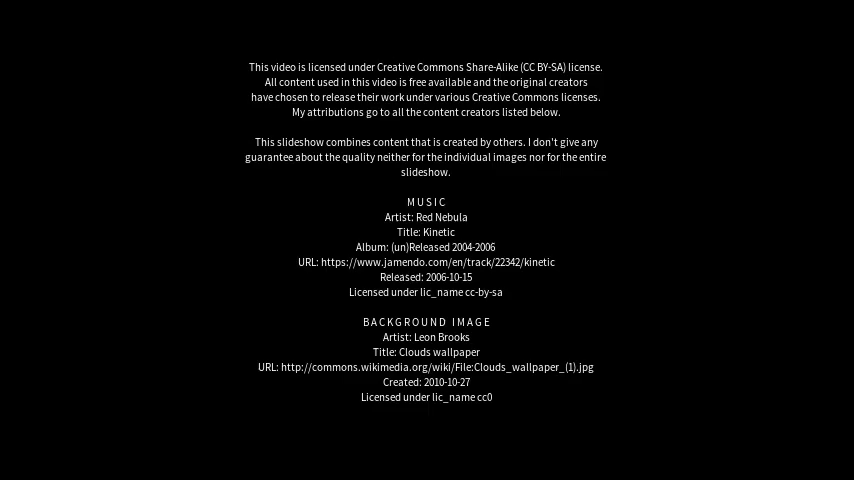 This video is licensed under Creative Commons Share-Alike (CC BY-SA) license.
All content used in this video is free available and the original creators
have chosen to release their work under various Creative Commons licenses.
My attributions go to all the content creators listed below.
This slideshow combines content that is created by others. I don't give any
guarantee about the quality neither for the individual images nor for the entire
slideshow.
MUSIC
Artist: Red Nebula
Title: Kinetic
Album: (un)Released 2004-2006
URL: https://www.jamendo.com/en/track/22342/kinetic
Released: 2006-10-15
Licensed under lic_name cc-by-sa
BACKGROUND IMAGE
Artist: Leon Brooks
Title: Clouds wallpaper
URL: http://commons.wikimedia.org/wiki/File:Clouds_wallpaper_(1).jpg
Created: 2010-10-27
Licensed under lic_name cc0